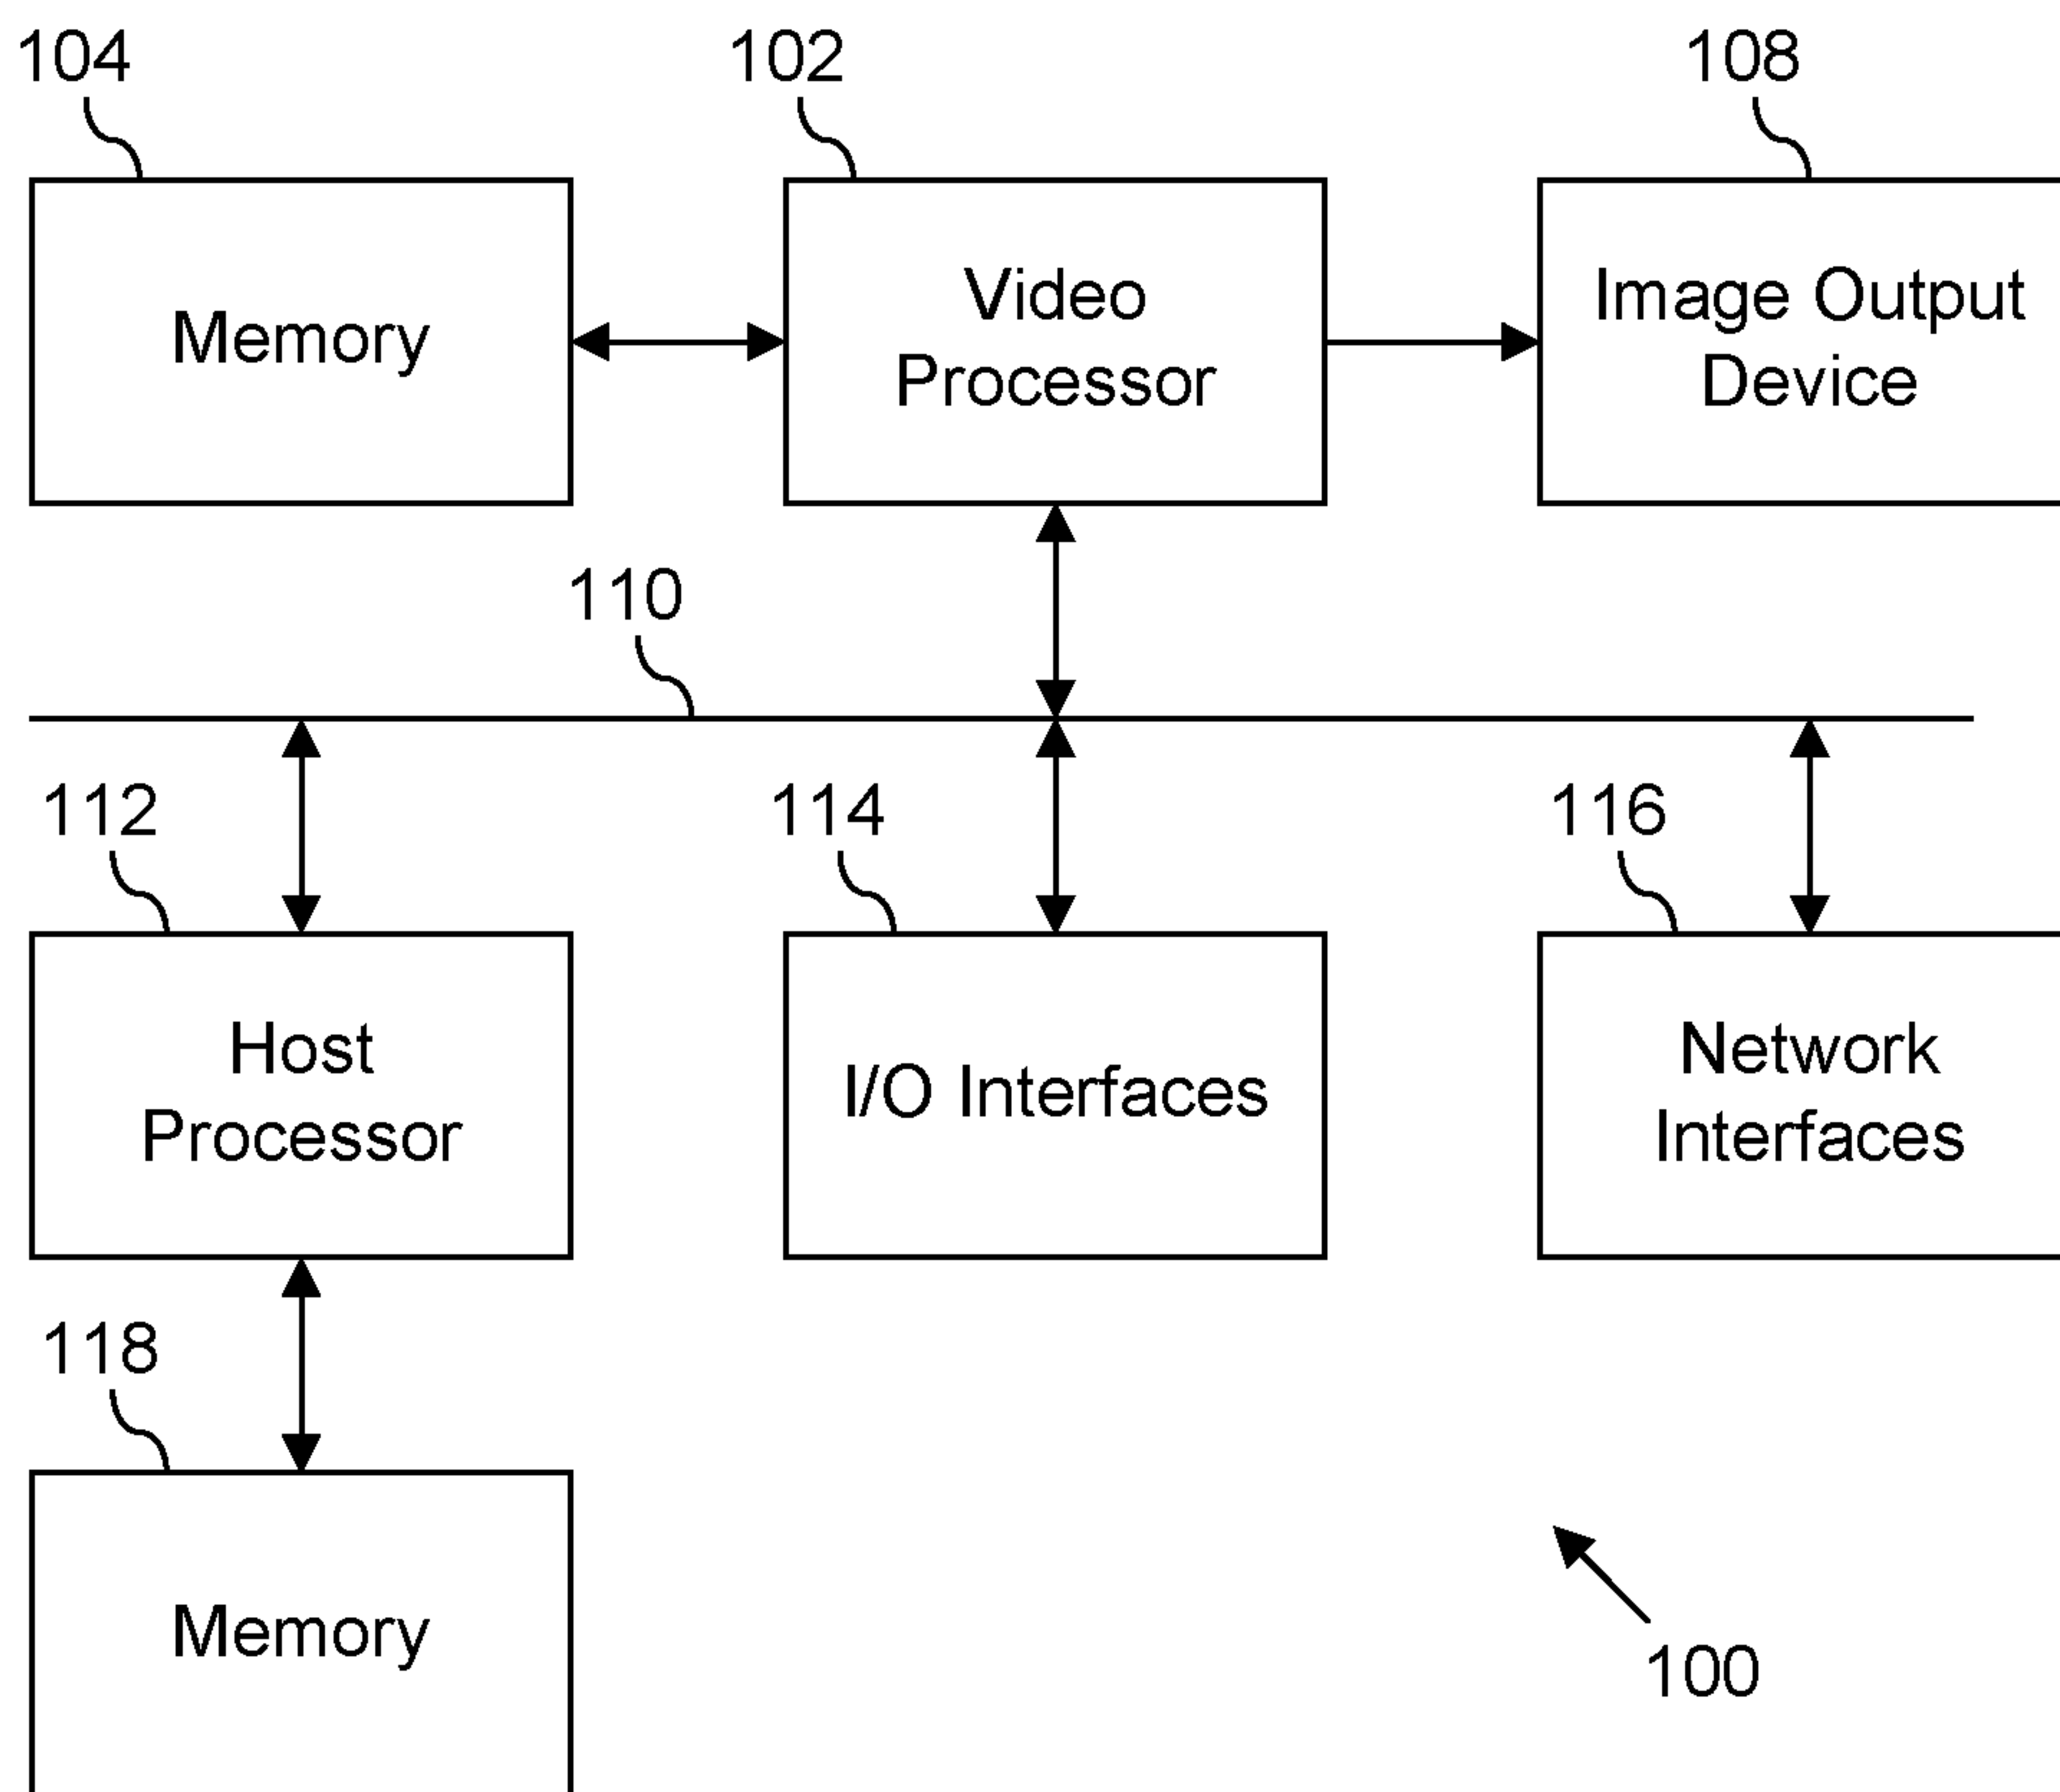 104
102
108
Memory
Video
Processor
Image Output
Device
110
112
114
116
Host
Processor
I/O Interfaces
Network
Interfaces
118
Memory
100